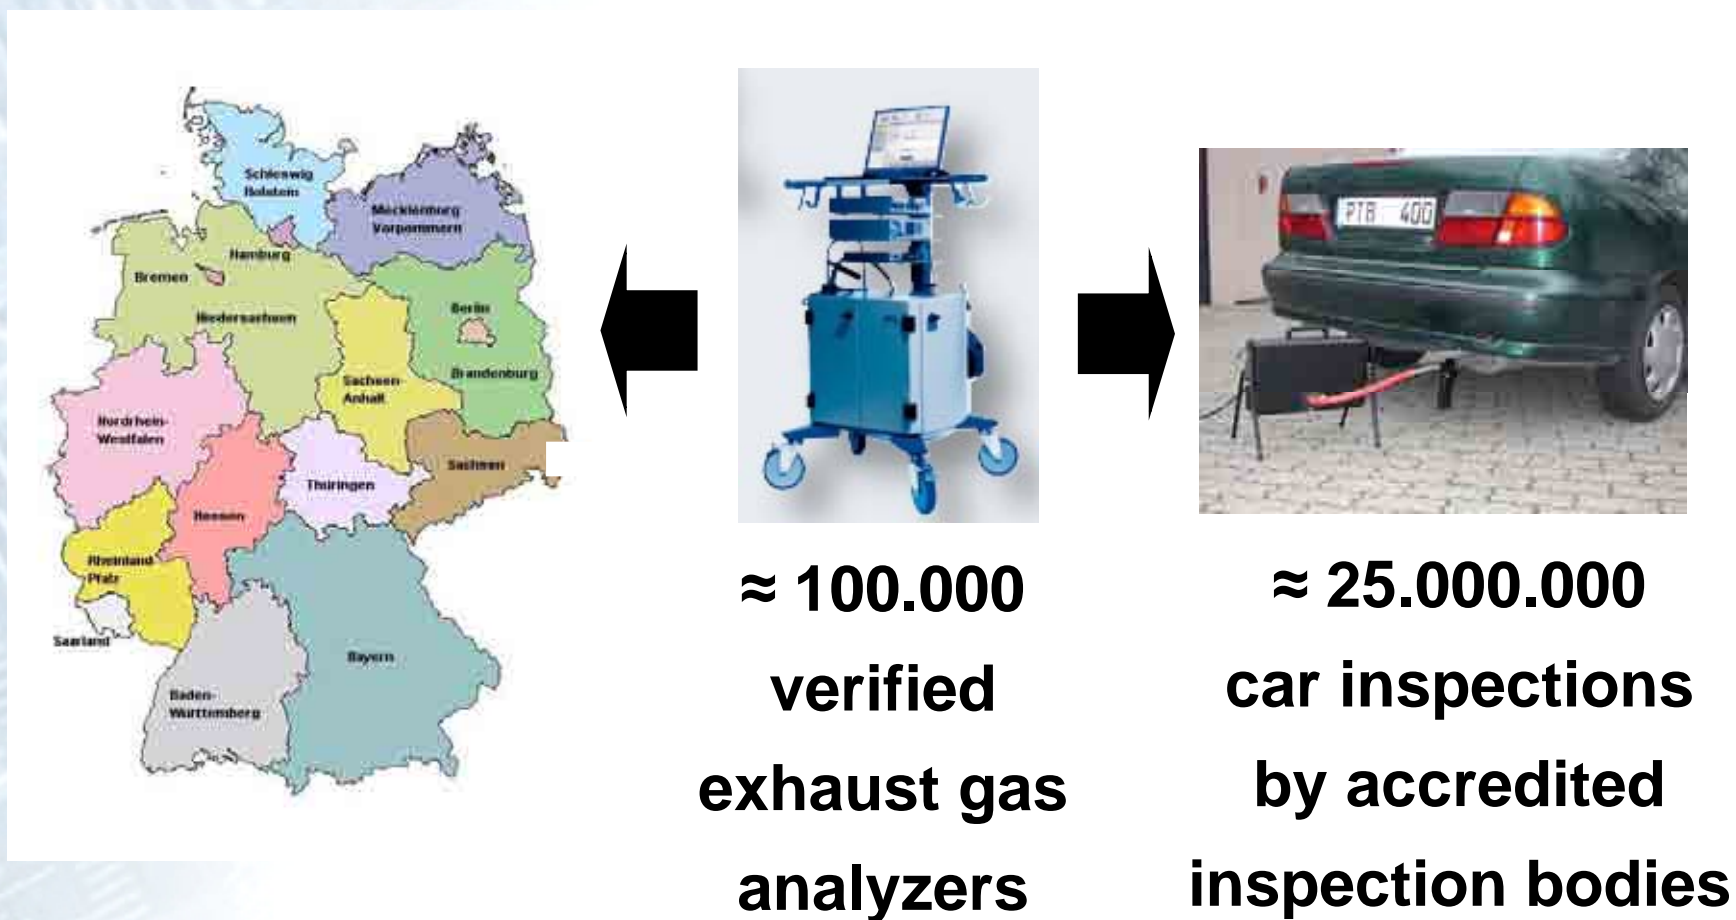 Schleswig
Holstein
Mecklenburg
Vorpommern
Hamburg
Bremen
Niedersachsen
Berlin
Brandenburg
Sachsen-
Anhalt
Nordrhein-
Westfalen
Sachsen
Thüringen
Hessen
Rheinland
Pfalz
Saarland
Bayern
Baden-
Württemberg
PTB 400
≈ 100.000
verified
exhaust gas
analyzers
≈ 25.000.000
car inspections
by accredited
inspection bodies